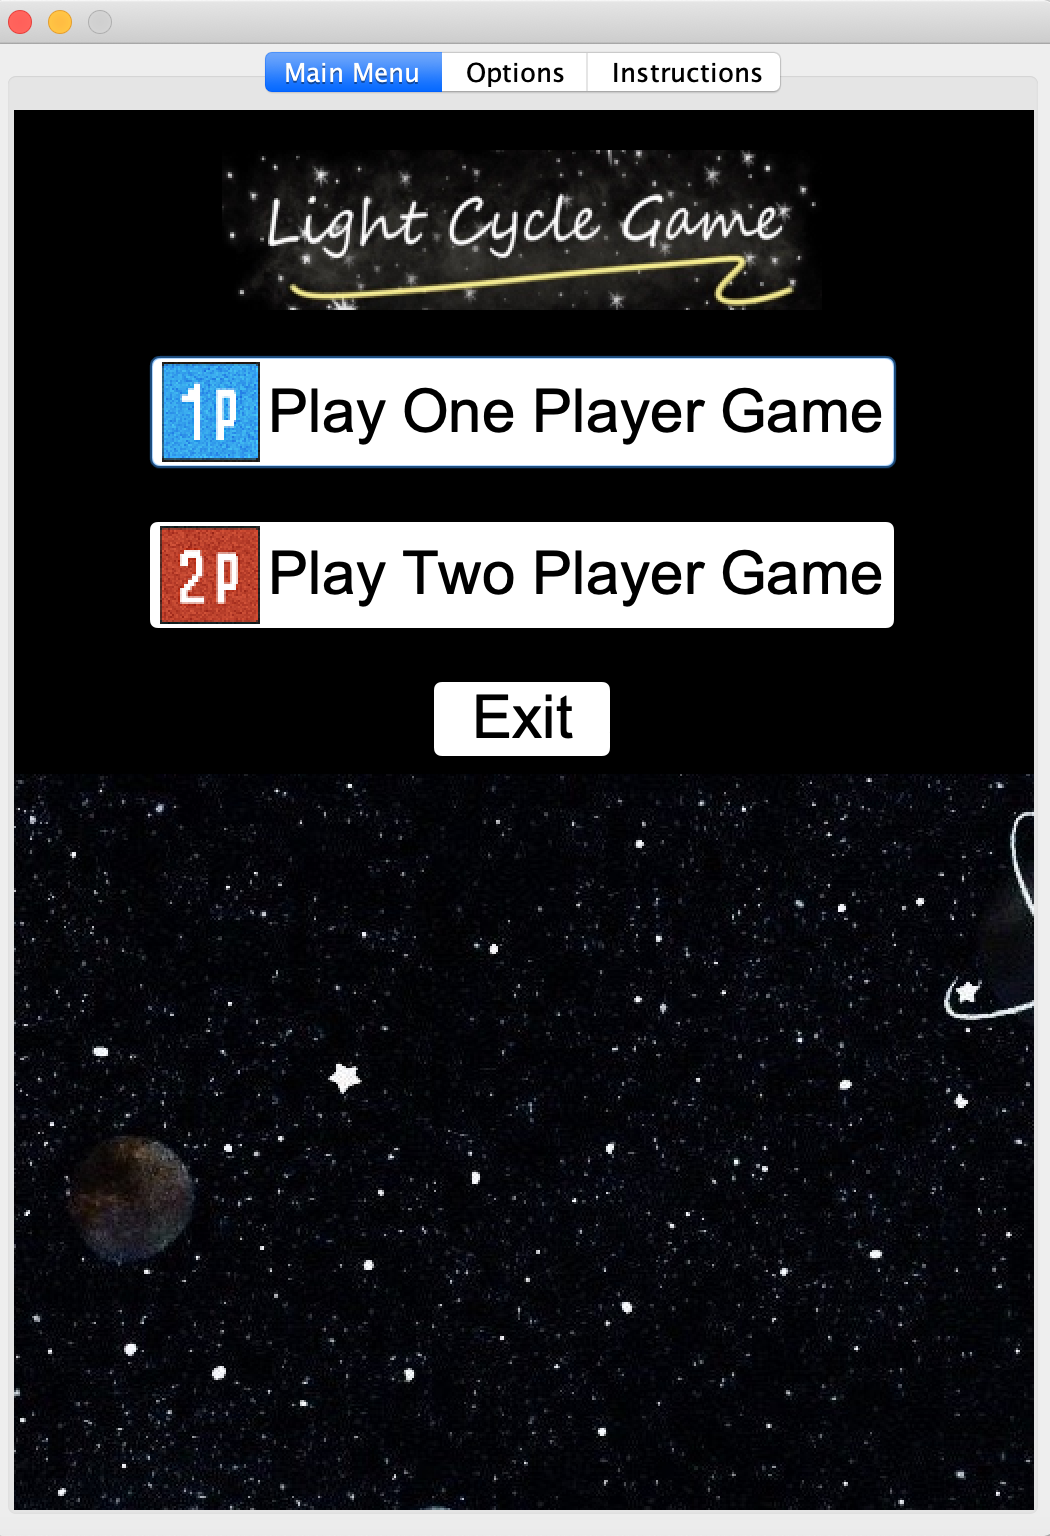 Main Menu Options Instructions
Light Cycle Game
1P Play One Player Game
2P Play Two Player Game
Exit